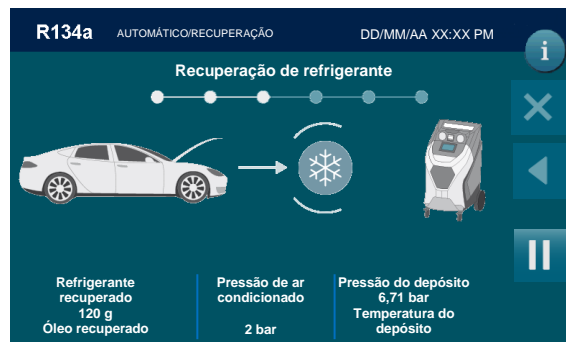 R134a AUTOMÁTICO/RECUPERAÇÃO DD/MM/AA XX:XX PM
i
Recuperação de refrigerante
Refrigerante
recuperado
120 g
Óleo recuperado
Pressão de ar
condicionado
2 bar
Pressão do depósito
6,71 bar
Temperatura do
depósito